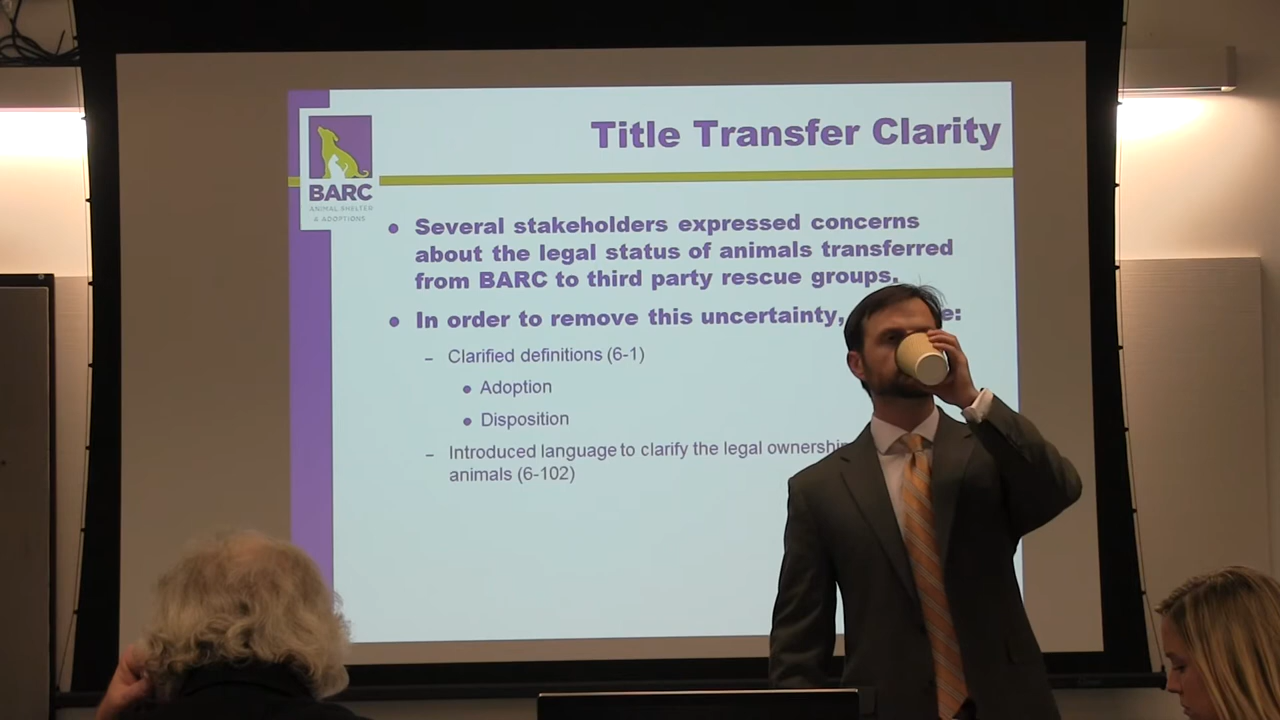 Title Transfer Clarity
BARC
ANIMAL SHELTER
& ADOPTIONS
• Several stakeholders expressed concerns
about the legal status of animals transferred
from BARC to third party rescue groups.
• In order to remove this uncertainty,
– Clarified definitions (6-1)
• Adoption
• Disposition
– Introduced language to clarify the legal
animals (6-102)